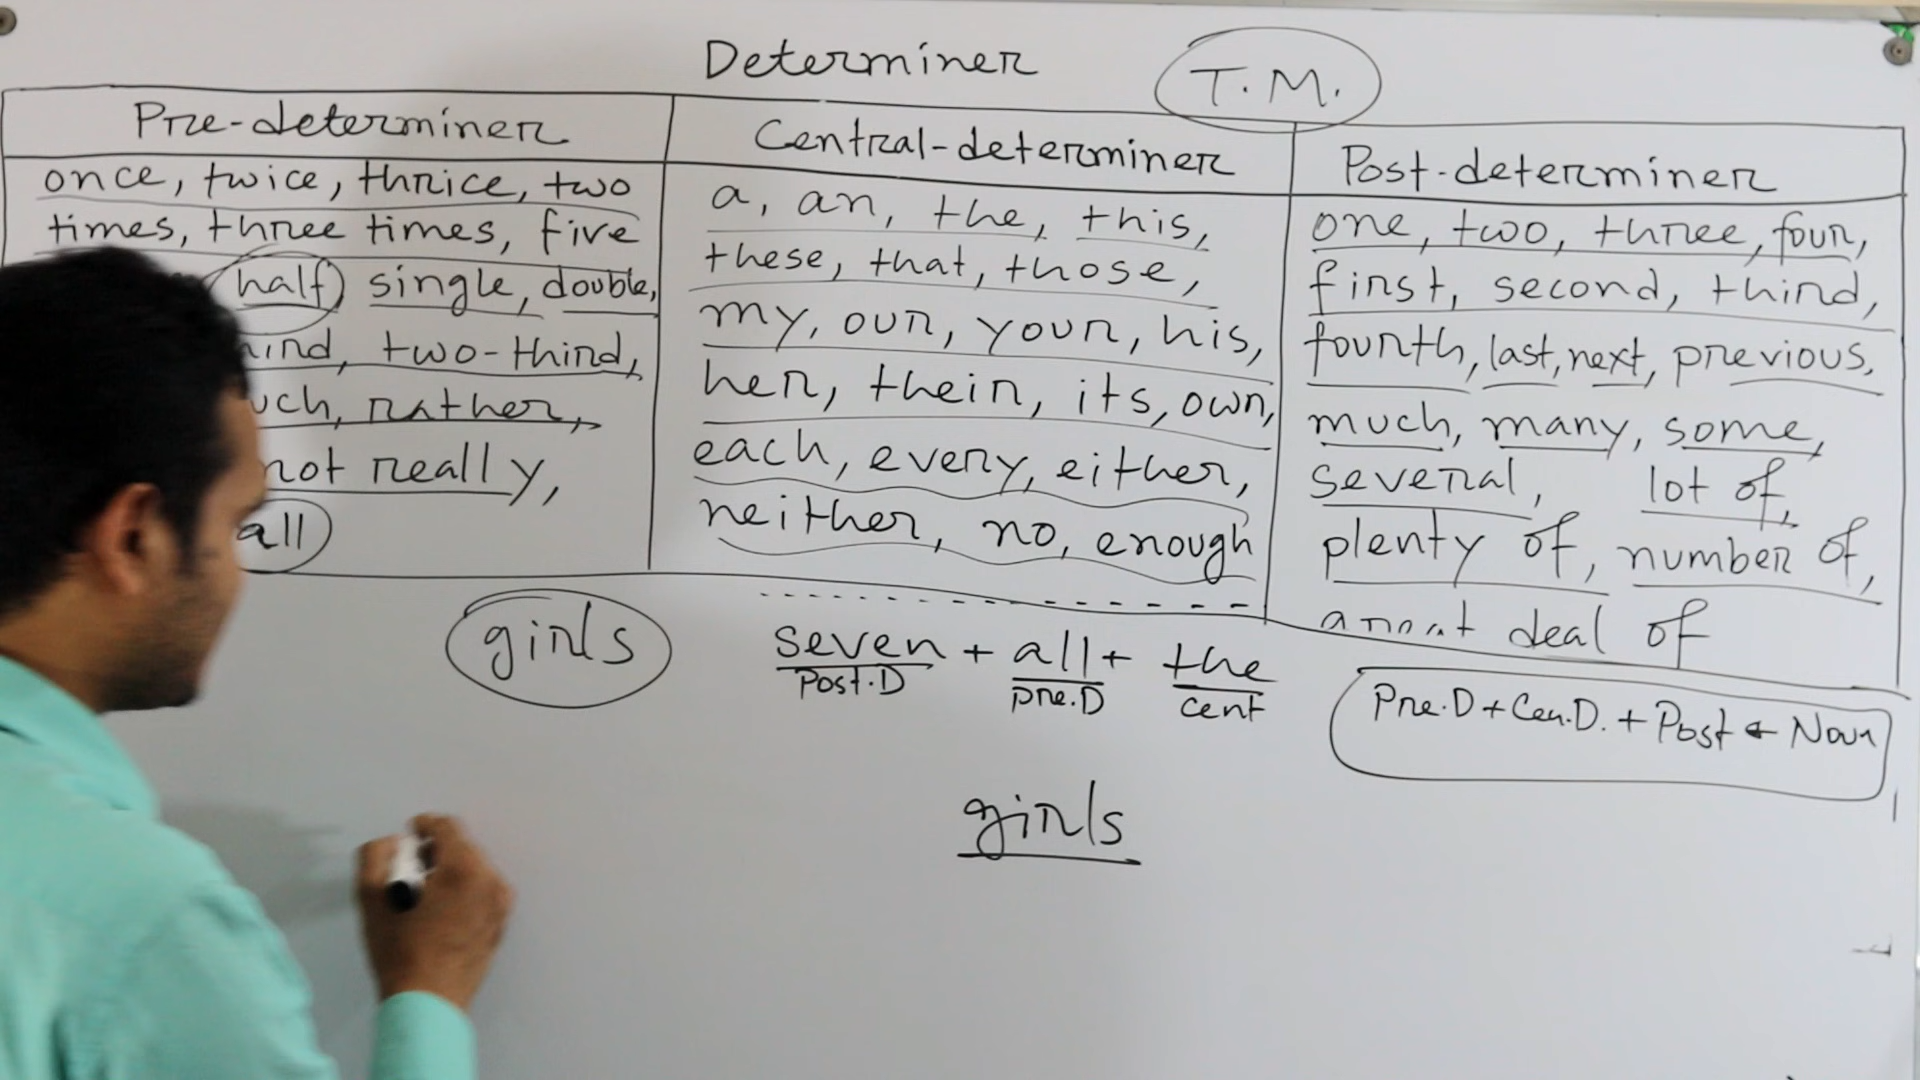 Determiner
T.M.
Pre-determiner
once, twice, thrice, two
times, three times, five
half single, double,
two-third,
rather,
not really,
all
Central-determiner
a, an, the, this,
these, that, those,
my, our, your, his,
her, their, its, own,
each, every, either,
neither, no, enough
Post-determiner
one, two, three, four,
first, second, third,
fourth, last, next, previous,
much, many, some,
several, lot of,
plenty of, number of,
deal of
girls
seven + all + the
Post.D pre.D cent
Pre.D + Cen.D. + Post + Noun
girls